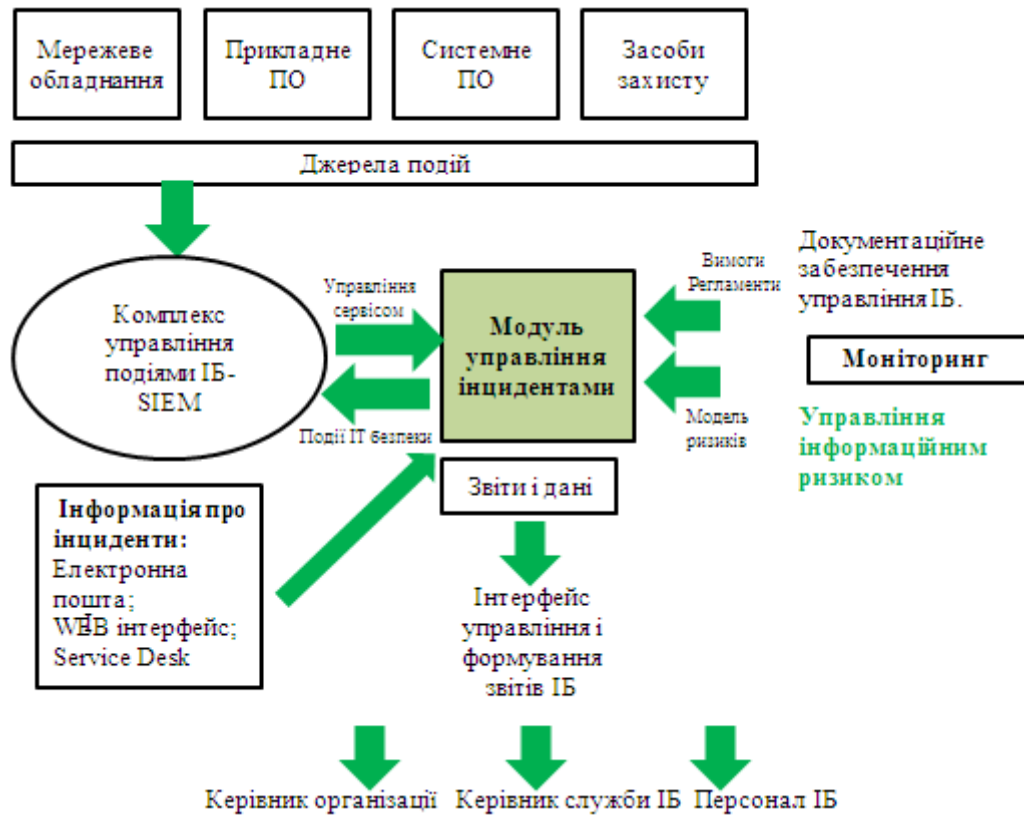 Мережеве
обладнання
Прикладне
ПО
Системне
ПО
Засоби
захисту
Джерела подій
Комплекс
управління
подіями ІБ-
SIEM
Управління
сервісом
Події ІТ безпеки
Модуль
управління
інцидентами
Вимоги
Регламенти
Модель
ризиків
Документаційне
забезпечення
управління ІБ.
Моніторинг
Управління
інформаційним
ризиком
Звіти і дані
Інформація про
інциденти:
Електронна
пошта;
WEB інтерфейс;
Service Desk
Інтерфейс
управління і
формування
звітів ІБ
Керівник організації
Керівник служби ІБ
Персонал ІБ